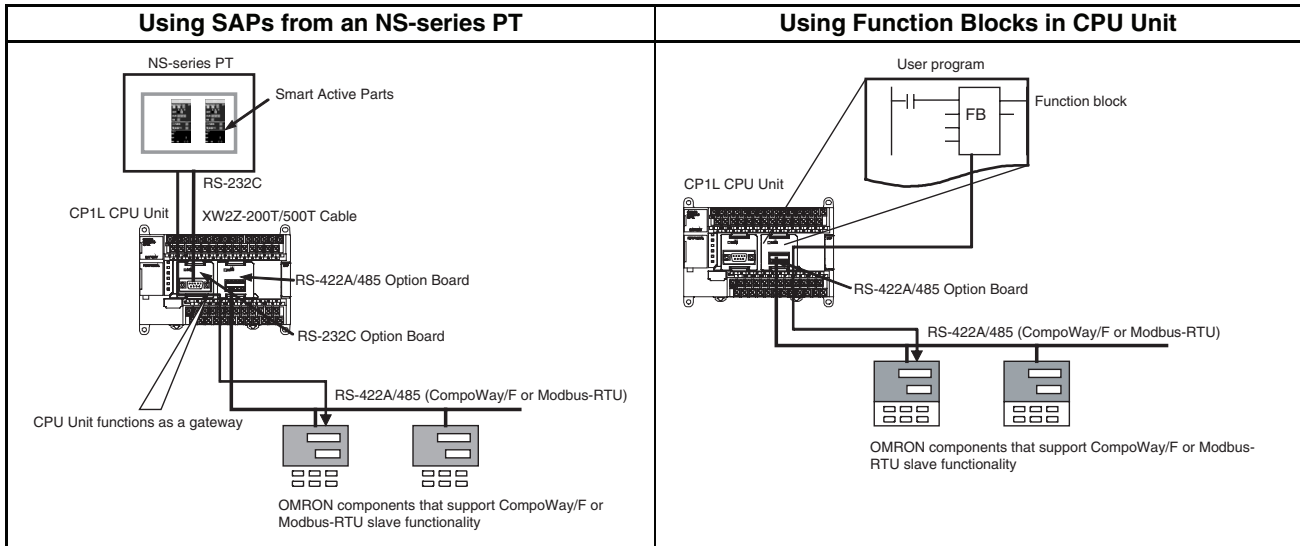 Using SAPs from an NS-series PT
Using Function Blocks in CPU Unit
NS-series PT
Smart Active Parts
RS-232C
CP1L CPU Unit
XW2Z-200T/500T Cable
RS-422A/485 Option Board
RS-232C Option Board
RS-422A/485 (CompoWay/F or Modbus-RTU)
CPU Unit functions as a gateway
OMRON components that support CompoWay/F or
Modbus-RTU slave functionality
User program
Function block
FB
CP1L CPU Unit
RS-422A/485 Option Board
RS-422A/485 (CompoWay/F or Modbus-RTU)
OMRON components that support CompoWay/F or Modbus-
RTU slave functionality